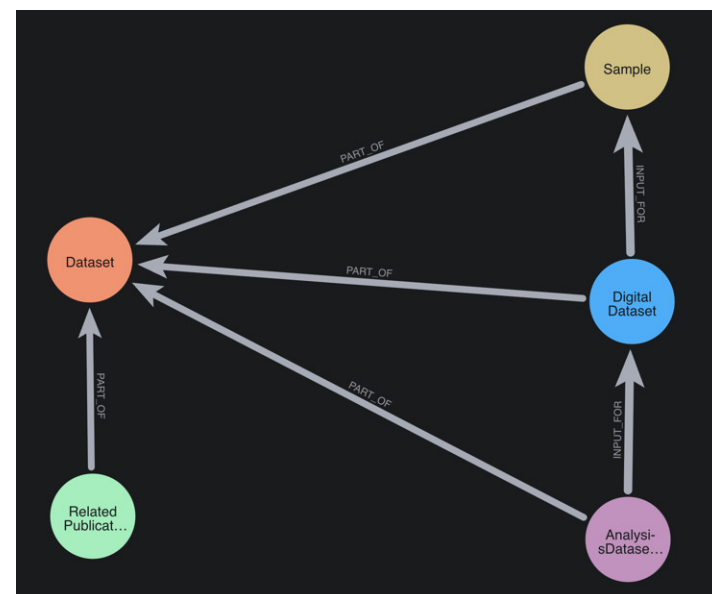 Sample
PART_OF
INPUT_FOR
Dataset
PART_OF
Digital
Dataset
PART_OF
PART_OF
INPUT_FOR
Related
Publicat...
Analysi-
sDatase...